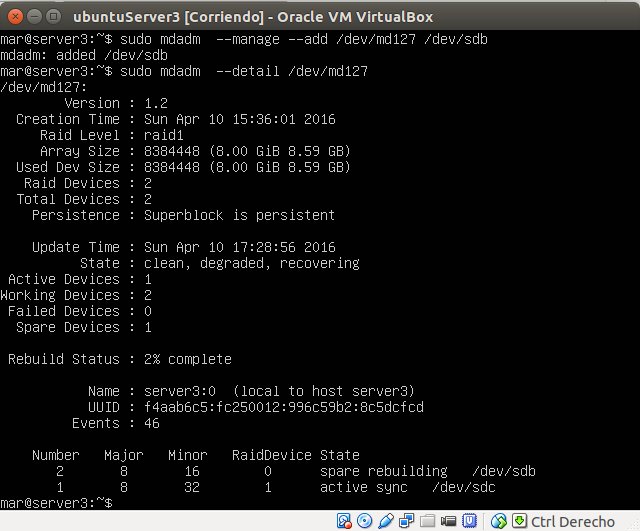 ubuntuServer3 [Corriendo] - Oracle VM VirtualBox
mar@server3:~$ sudo mdadm  --manage --add /dev/md127 /dev/sdb
mdadm: added /dev/sdb
mar@server3:~$ sudo mdadm  --detail /dev/md127
/dev/md127:
        Version : 1.2
  Creation Time : Sun Apr 10 15:36:01 2016
     Raid Level : raid1
     Array Size : 8384448 (8.00 GiB 8.59 GB)
  Used Dev Size : 8384448 (8.00 GiB 8.59 GB)
   Raid Devices : 2
  Total Devices : 2
    Persistence : Superblock is persistent
    Update Time : Sun Apr 10 17:28:56 2016
          State : clean, degraded, recovering
 Active Devices : 1
Working Devices : 2
 Failed Devices : 0
  Spare Devices : 1
 Rebuild Status : 2% complete
           Name : server3:0  (local to host server3)
           UUID : f4aab6c5:fc250012:996c59b2:8c5dcfcd
         Events : 46
    Number   Major   Minor   RaidDevice State
       2       8       16        0      spare rebuilding   /dev/sdb
       1       8       32        1      active sync   /dev/sdc
mar@server3:~$
Ctrl Derecho